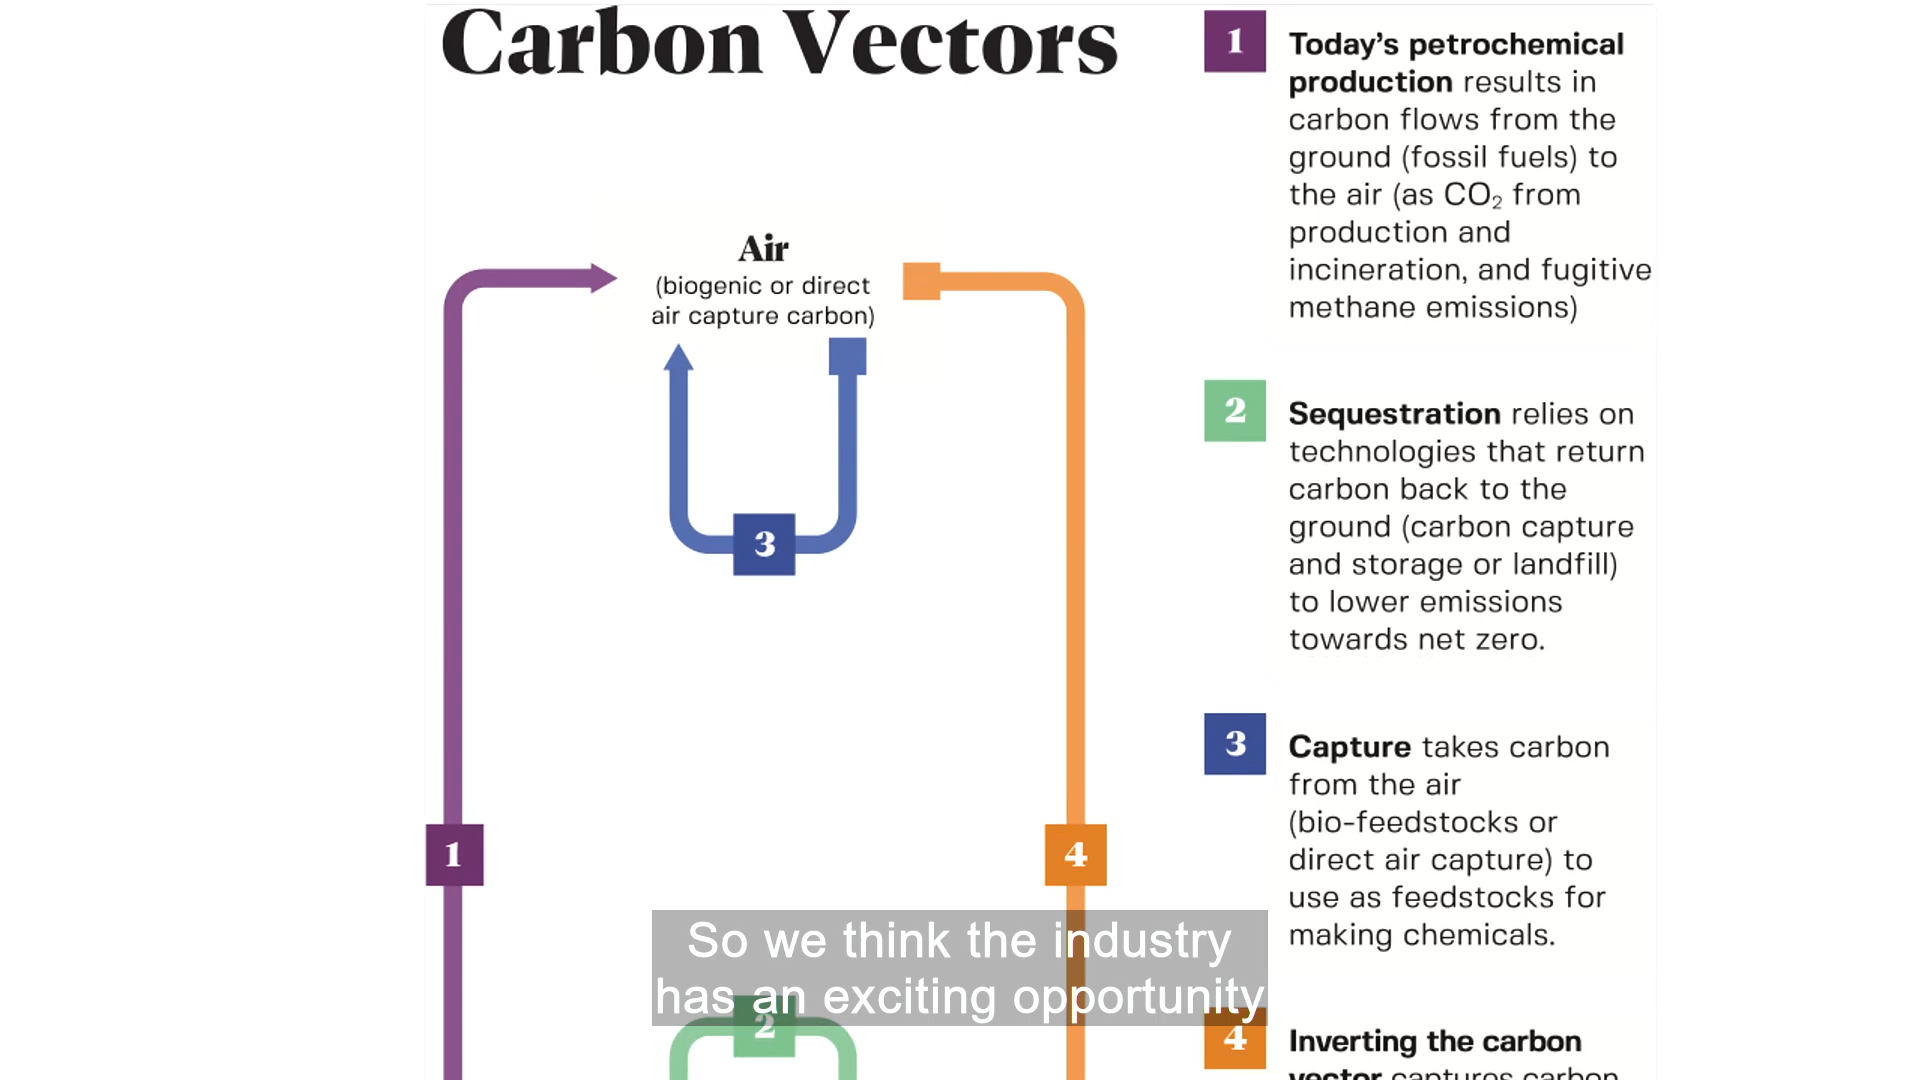 Carbon Vectors
Air
(biogenic or direct
air capture carbon)
3
1
4
2
1
Today’s petrochemical
production results in
carbon flows from the
ground (fossil fuels) to
the air (as CO₂ from
production and
incineration, and fugitive
methane emissions)
2
Sequestration relies on
technologies that return
carbon back to the
ground (carbon capture
and storage or landfill)
to lower emissions
towards net zero.
3
Capture takes carbon
from the air
(bio-feedstocks or
direct air capture) to
use as feedstocks for
making chemicals.
4
Inverting the carbon
vector captures carbon
So we think the industry
has an exciting opportunity